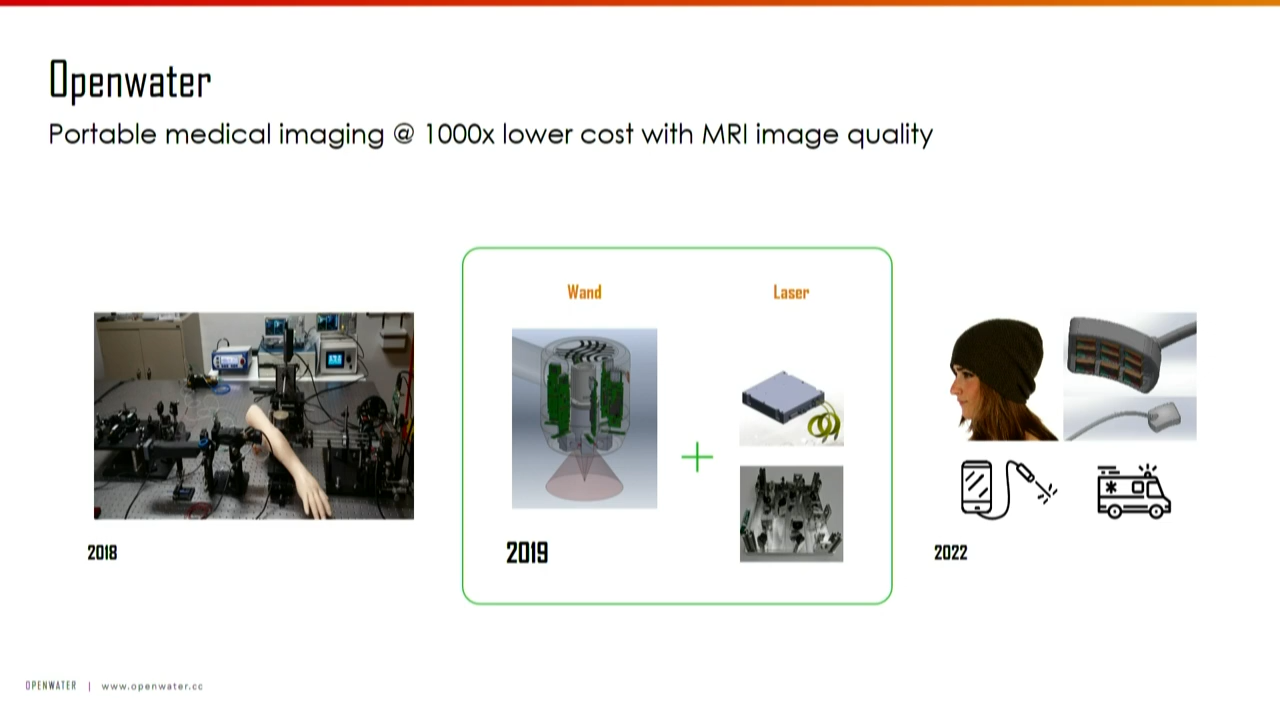 Openwater
Portable medical imaging @ 1000x lower cost with MRI image quality
Wand
Laser
2018
2019
2022
OPENWATER | www.openwater.cc